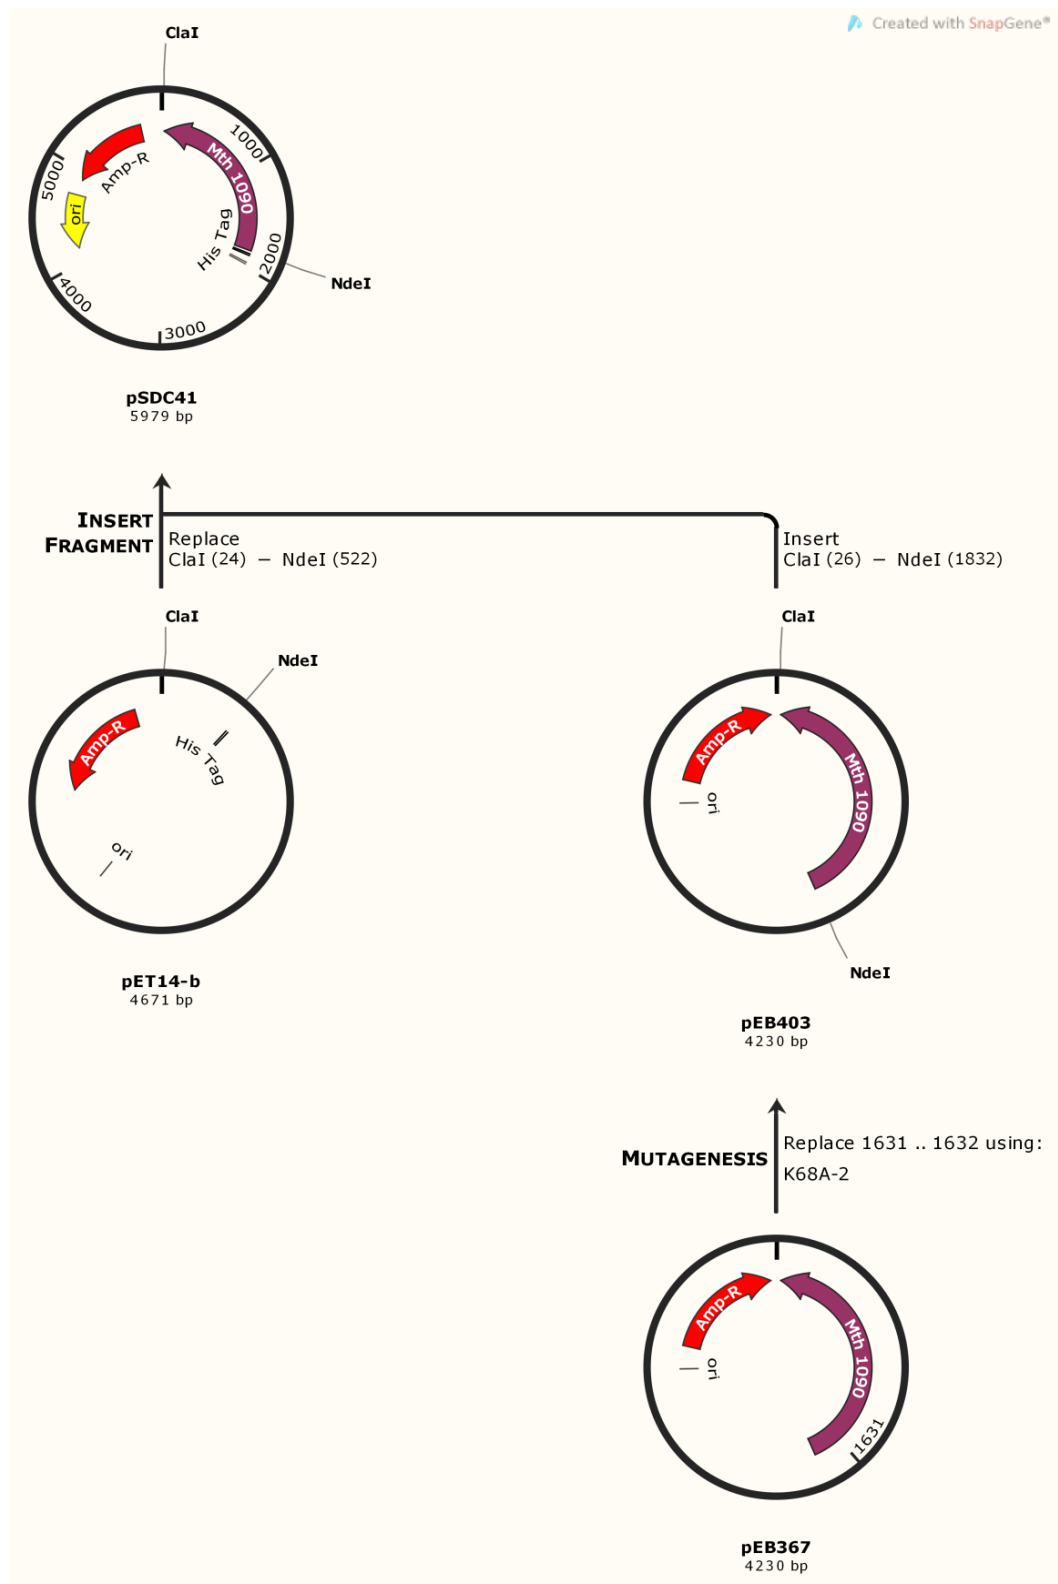 Created with SnapGene®
ClaI
1000
Mth 1090
Amp-R
5000
ori
His Tag
2000
NdeI
4000
3000
pSDC41
5979 bp
INSERT
FRAGMENT
Replace
ClaI (24) – NdeI (522)
Insert
ClaI (26) – NdeI (1832)
ClaI
NdeI
Amp-R
His Tag
ori
pET14-b
4671 bp
ClaI
Amp-R
Mth 1090
ori
NdeI
pEB403
4230 bp
MUTAGENESIS
Replace 1631 .. 1632 using:
K68A-2
Amp-R
Mth 1090
ori
1631
pEB367
4230 bp